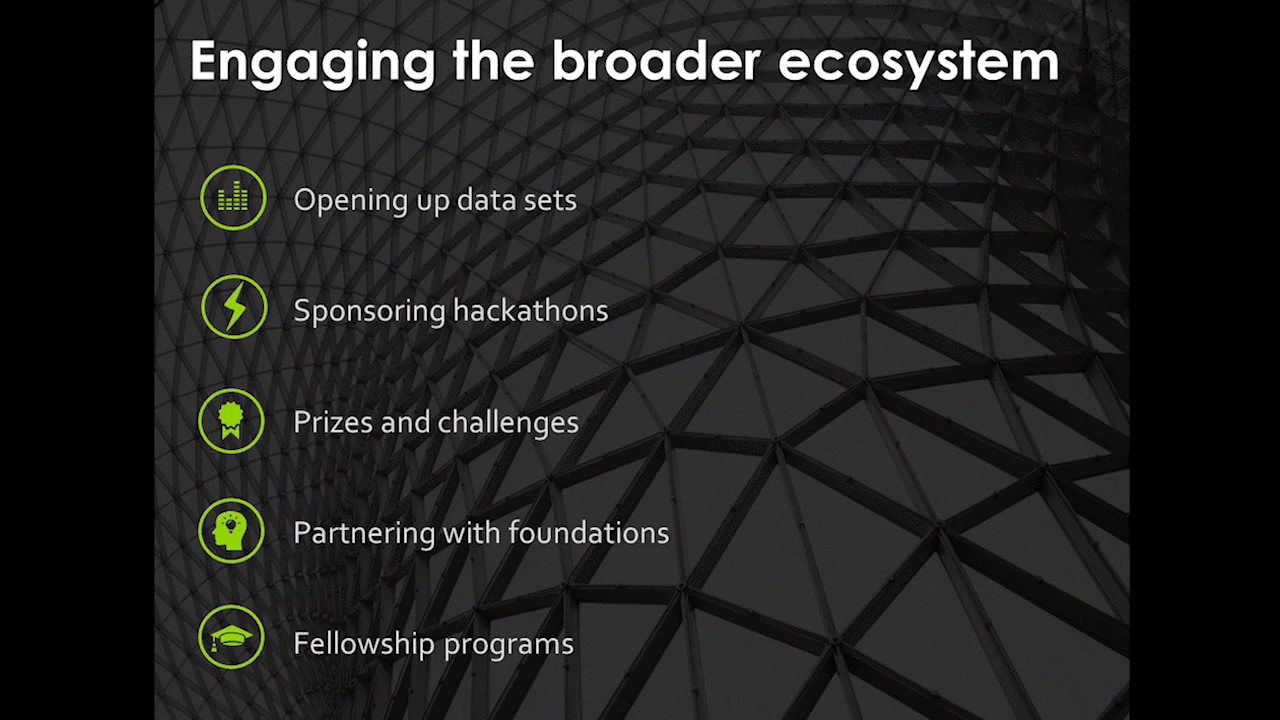 Engaging the broader ecosystem
Opening up data sets
Sponsoring hackathons
Prizes and challenges
Partnering with foundations
Fellowship programs